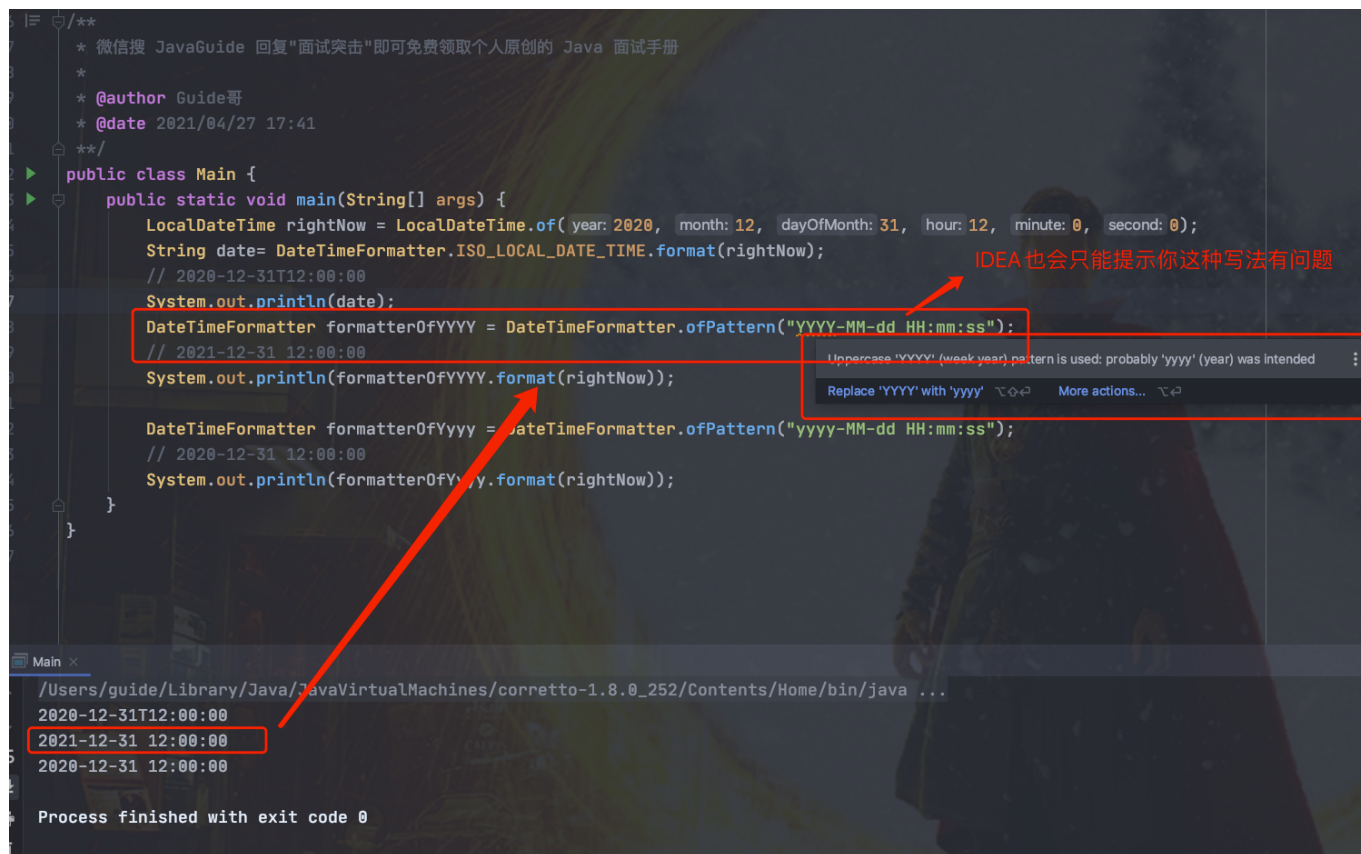 /**
* 微信搜 JavaGuide 回复"面试突击"即可免费领取个人原创的 Java 面试手册
*
* @author Guide哥
* @date 2021/04/27 17:41
**/
public class Main {
public static void main(String[] args) {
LocalDateTime rightNow = LocalDateTime.of( year: 2020, month: 12, dayOfMonth: 31, hour: 12, minute: 0, second: 0);
String date= DateTimeFormatter.ISO_LOCAL_DATE_TIME.format(rightNow);
IDEA也会只能提示你这种写法有问题
// 2020-12-31T12:00:00
System.out.println(date);
DateTimeFormatter formatterOfYYYY = DateTimeFormatter.ofPattern("YYYY-MM-dd HH:mm:ss");
// 2021-12-31 12:00:00
Uppercase 'YYYY' (week year) pattern is used: probably 'yyyy' (year) was intended
System.out.println(formatterOfYYYY.format(rightNow));
Replace 'YYYY' with 'yyyy' ⌥⇧⏎ More actions... ⌥⏎
DateTimeFormatter formatterOfYyyy = DateTimeFormatter.ofPattern("yyyy-MM-dd HH:mm:ss");
// 2020-12-31 12:00:00
System.out.println(formatterOfYyyy.format(rightNow));
}
}
Main ×
/Users/guide/Library/Java/JavaVirtualMachines/corretto-1.8.0_252/Contents/Home/bin/java ...
2020-12-31T12:00:00
2021-12-31 12:00:00
2020-12-31 12:00:00
Process finished with exit code 0